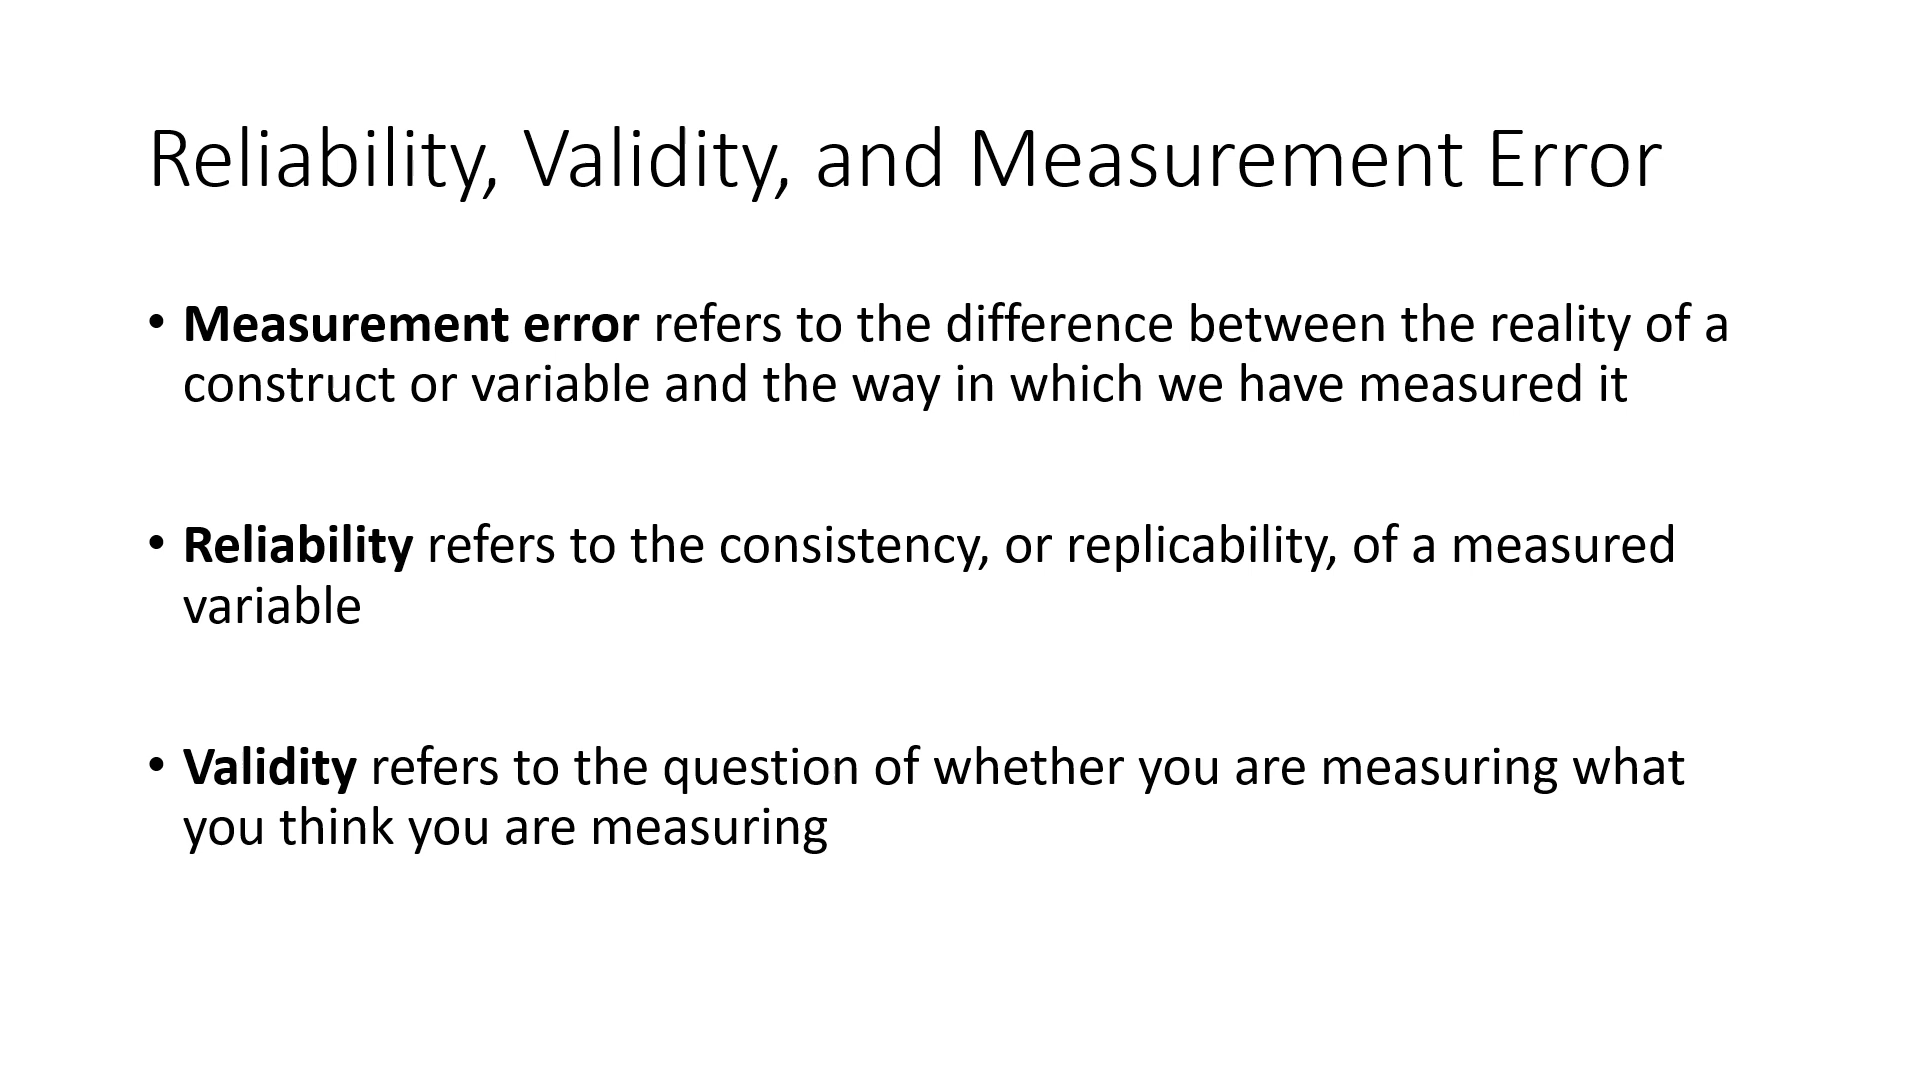 Reliability, Validity, and Measurement Error
• Measurement error refers to the difference between the reality of a
construct or variable and the way in which we have measured it
• Reliability refers to the consistency, or replicability, of a measured
variable
• Validity refers to the question of whether you are measuring what
you think you are measuring